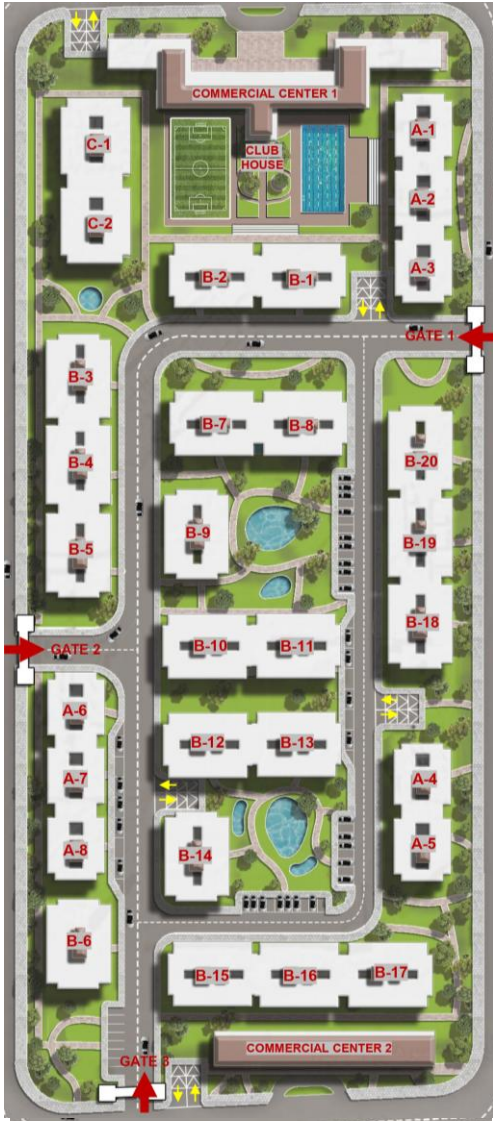 COMMERCIAL CENTER 1
C-1
A-1
CLUB
HOUSE
A-2
C-2
A-3
B-2
B-1
GATE 1
B-3
B-7
B-8
B-4
B-20
B-9
B-5
B-19
B-18
B-10
B-11
GATE 2
A-6
B-12
B-13
A-7
A-4
A-8
B-14
A-5
B-6
B-15
B-16
B-17
COMMERCIAL CENTER 2
GATE 3